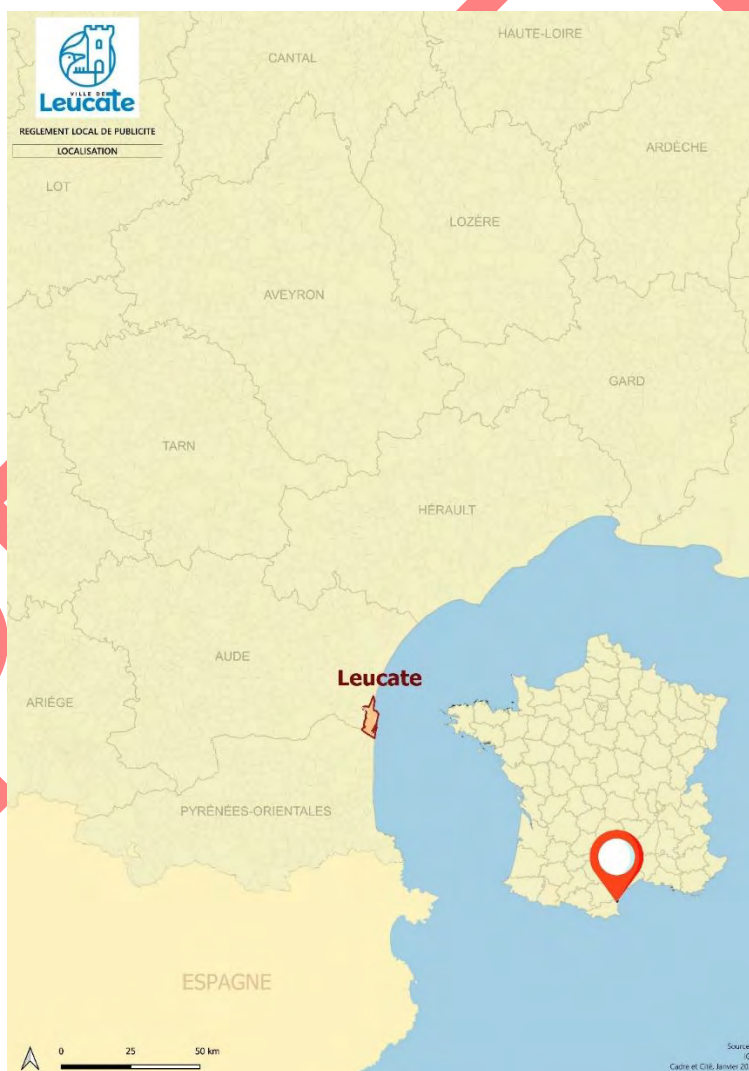 VILLE DE
Leucate
REGLEMENT LOCAL DE PUBLICITE
LOCALISATION
HAUTE-LOIRE
CANTAL
ARDÈCHE
LOT
LOZÈRE
AVEYRON
GARD
TARN
HÉRAULT
AUDE
Leucate
ARIÈGE
PYRÉNÉES-ORIENTALES
ESPAGNE
0 25 50 km
Source
Cadre et Cité, Janvier 20